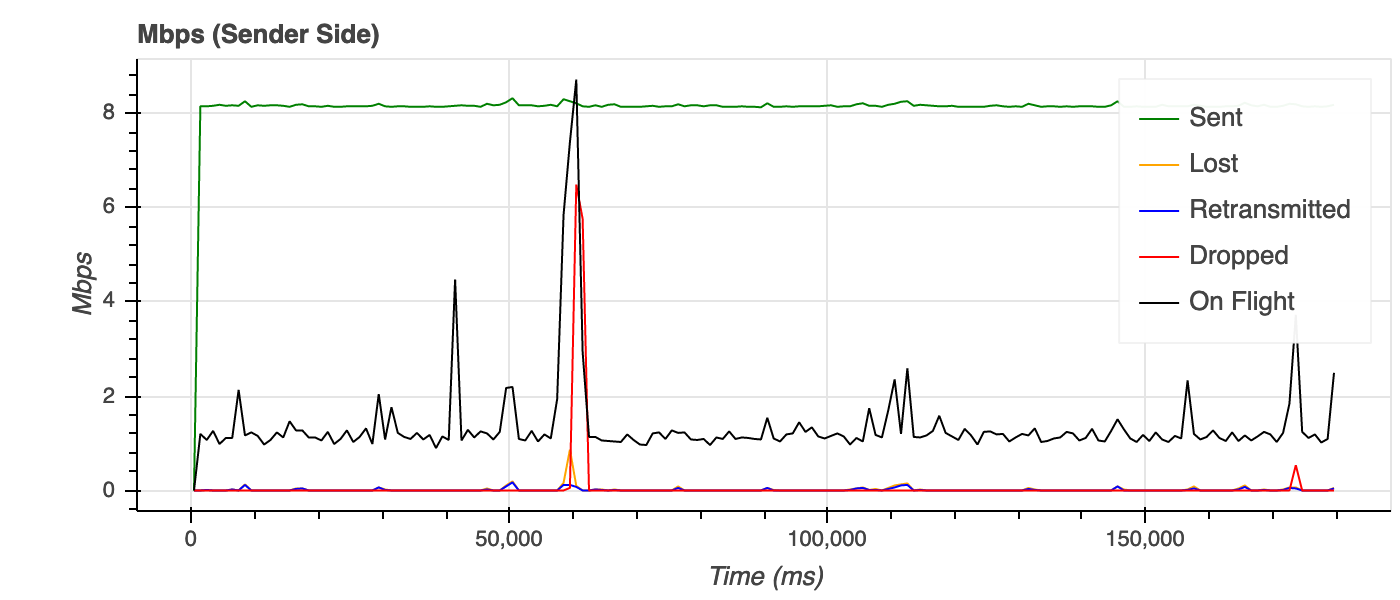 Mbps (Sender Side)
8
6
4
2
0
Mbps
Sent
Lost
Retransmitted
Dropped
On Flight
0
50,000
100,000
150,000
Time (ms)